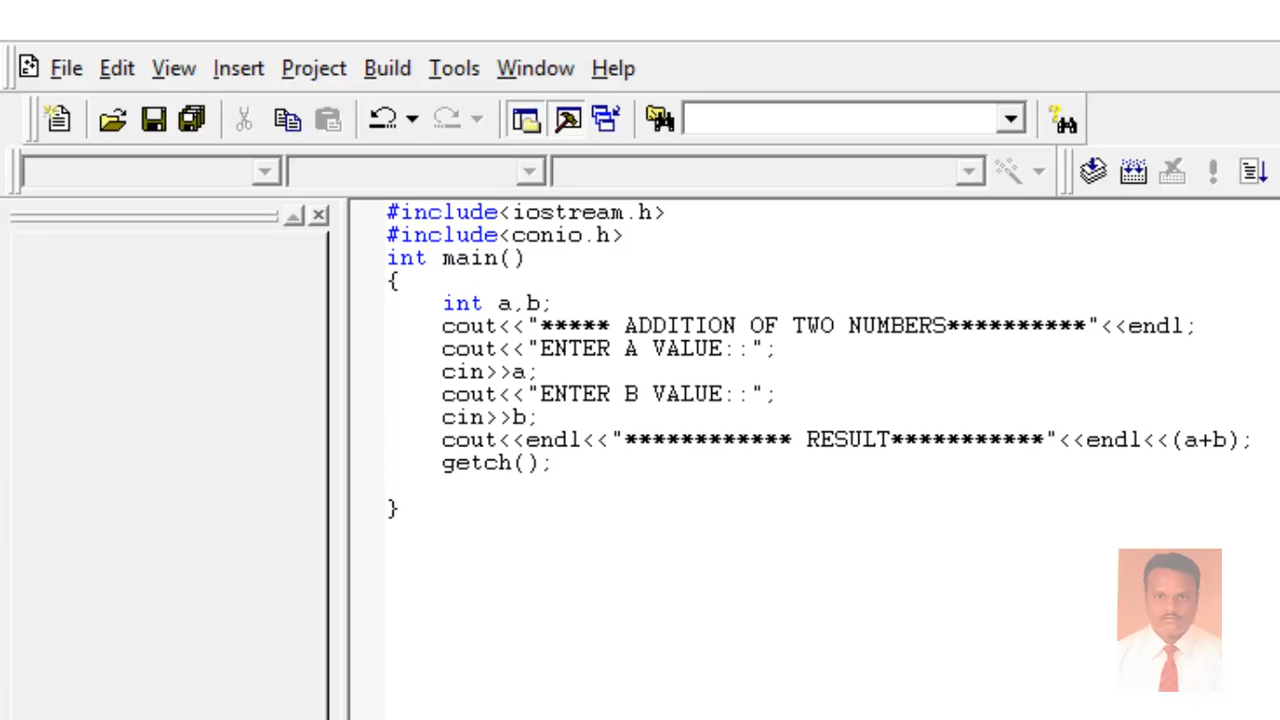 File Edit View Insert Project Build Tools Window Help
#include<iostream.h>
#include<conio.h>
int main()
{
int a,b;
cout<<"***** ADDITION OF TWO NUMBERS**********"<<endl;
cout<<"ENTER A VALUE::";
cin>>a;
cout<<"ENTER B VALUE::";
cin>>b;
cout<<endl<<"************ RESULT***********"<<endl<<(a+b);
getch();
}